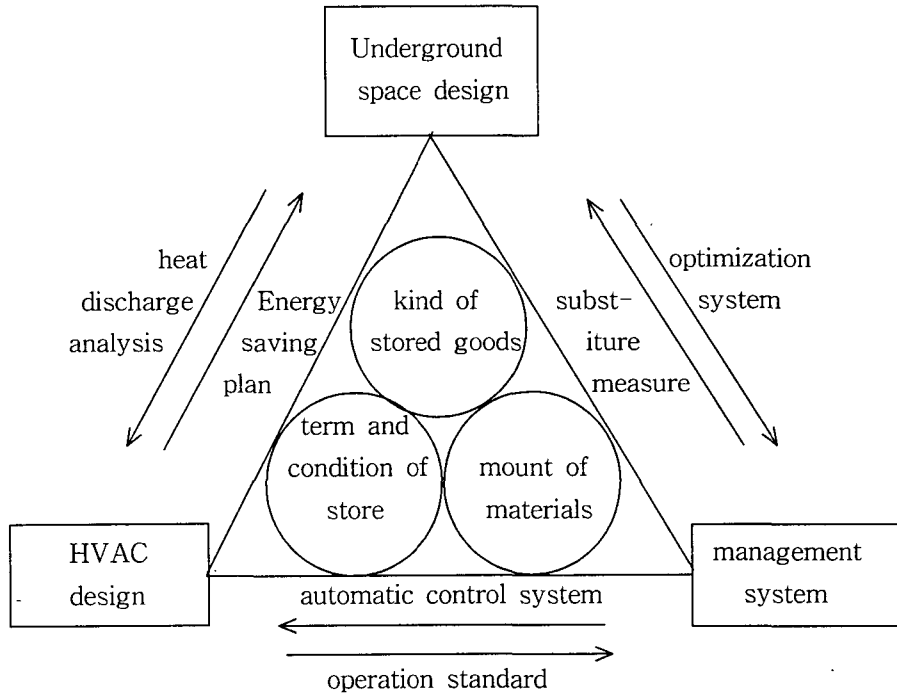 Underground
space design
heat
discharge
analysis
Energy
saving
plan
kind of
stored goods
subst-
iture
measure
optimization
system
term and
condition of
store
mount of
materials
HVAC
design
management
system
automatic control system
operation standard